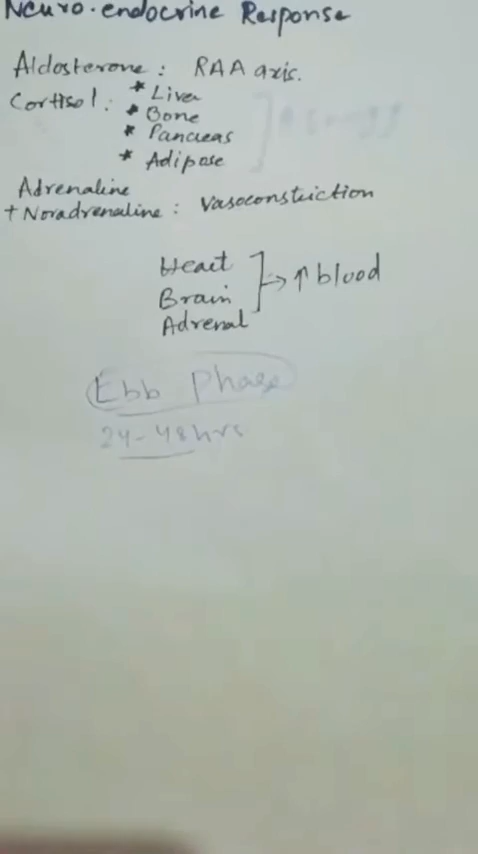 Neuro-endocrine Response
Aldosterone : RAA axis.
Cortisol : * Liver
* Bone
* Pancreas
* Adipose
Adrenaline
+ Noradrenaline : Vasoconstriction
Heart
Brain → ↑ blood
Adrenal
Ebb Phase
24-48hrs